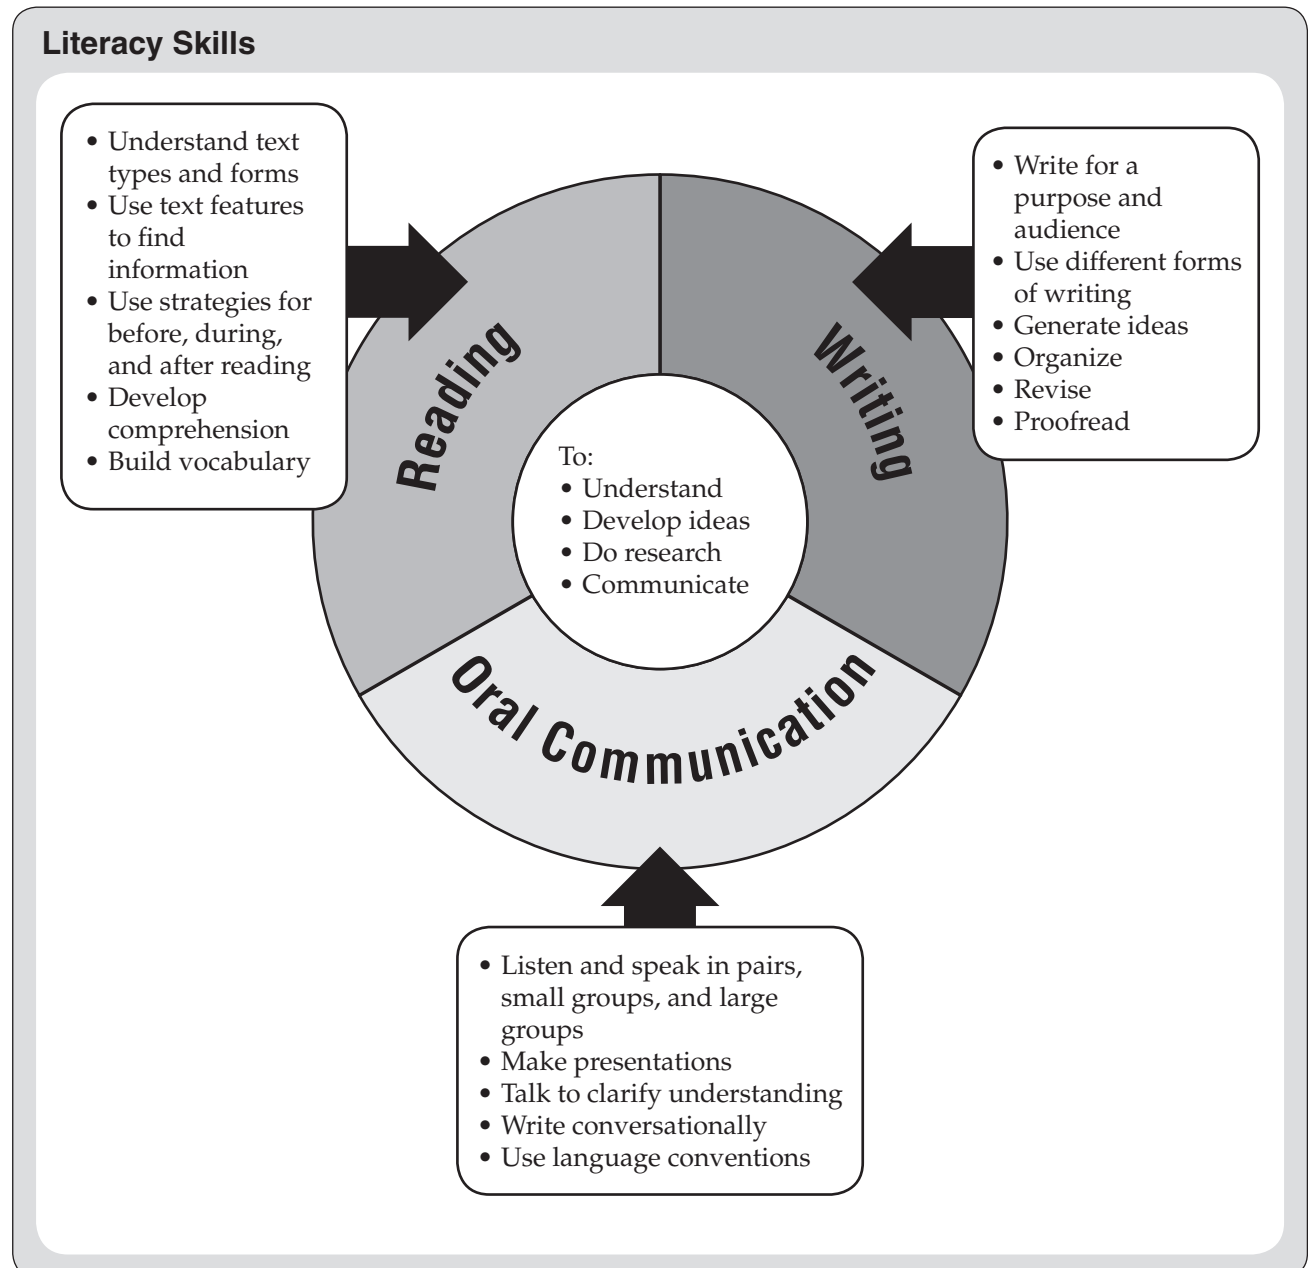 Literacy Skills
• Understand text
types and forms
• Use text features
to find
information
• Use strategies for
before, during,
and after reading
• Develop
comprehension
• Build vocabulary
• Write for a
purpose and
audience
• Use different forms
of writing
• Generate ideas
• Organize
• Revise
• Proofread
Reading
Writing
To:
• Understand
• Develop ideas
• Do research
• Communicate
Oral Communication
• Listen and speak in pairs,
small groups, and large
groups
• Make presentations
• Talk to clarify understanding
• Write conversationally
• Use language conventions